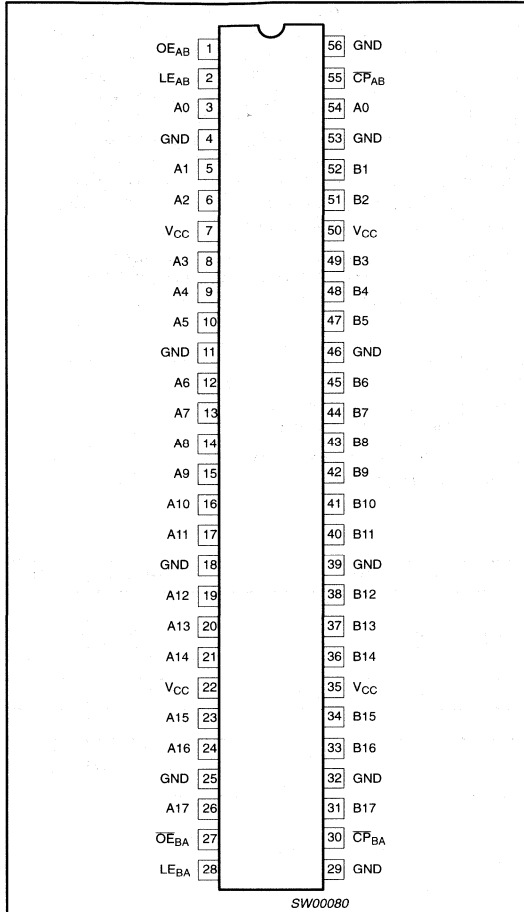 OEAB 1 56 GND
LEAB 2 55 C̅P̅AB
A0 3 54 A0
GND 4 53 GND
A1 5 52 B1
A2 6 51 B2
VCC 7 50 VCC
A3 8 49 B3
A4 9 48 B4
A5 10 47 B5
GND 11 46 GND
A6 12 45 B6
A7 13 44 B7
A8 14 43 B8
A9 15 42 B9
A10 16 41 B10
A11 17 40 B11
GND 18 39 GND
A12 19 38 B12
A13 20 37 B13
A14 21 36 B14
VCC 22 35 VCC
A15 23 34 B15
A16 24 33 B16
GND 25 32 GND
A17 26 31 B17
O̅E̅BA 27 30 C̅P̅BA
LEBA 28 29 GND
SW00080